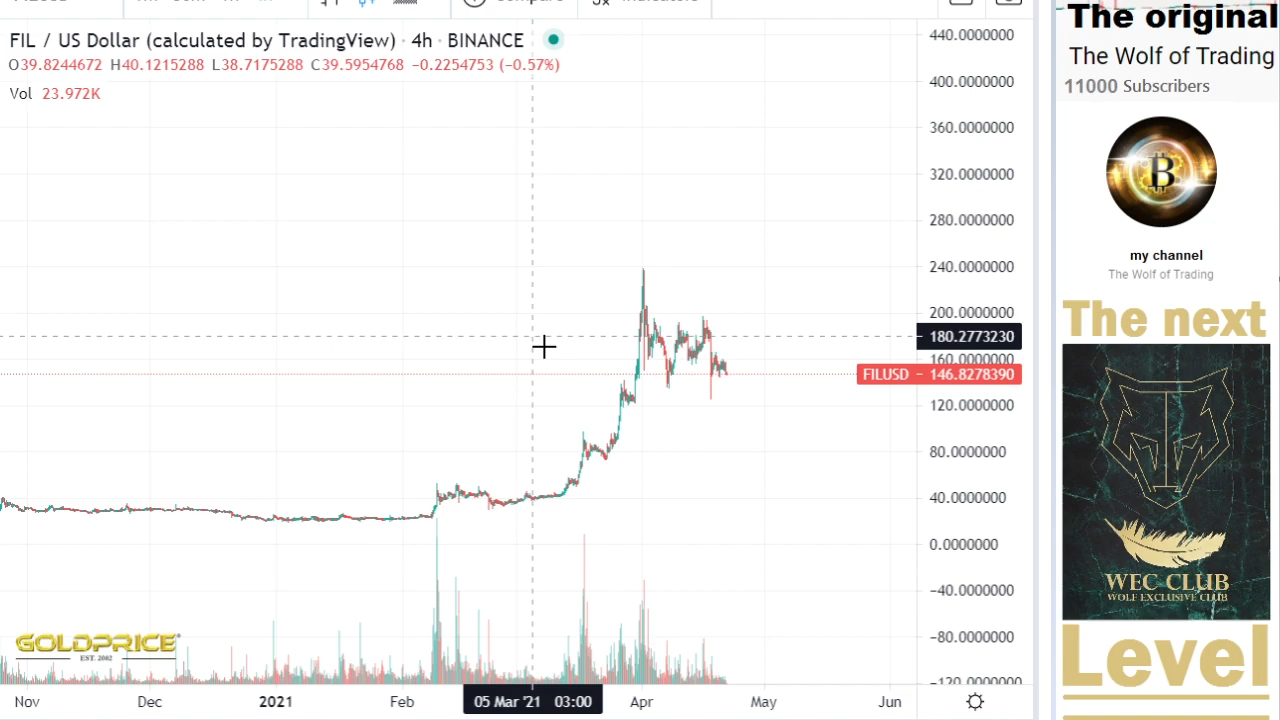 FIL / US Dollar (calculated by TradingView) · 4h · BINANCE
O39.8244672 H40.1215288 L38.7175288 C39.5954768 −0.2254753 (−0.57%)
Vol 23.972K
440.0000000
400.0000000
360.0000000
320.0000000
280.0000000
240.0000000
200.0000000
180.2773230
160.0000000
FILUSD − 146.8278390
120.0000000
80.0000000
40.0000000
0.0000000
−40.0000000
−80.0000000
−120.0000000
GOLDPRICE
EST. 2002
Nov
Dec
2021
Feb
05 Mar '21 03:00
Apr
May
Jun
The original
The Wolf of Trading
11000 Subscribers
B
my channel
The Wolf of Trading
The next
WEC CLUB
WOLF EXCLUSIVE CLUB
Level